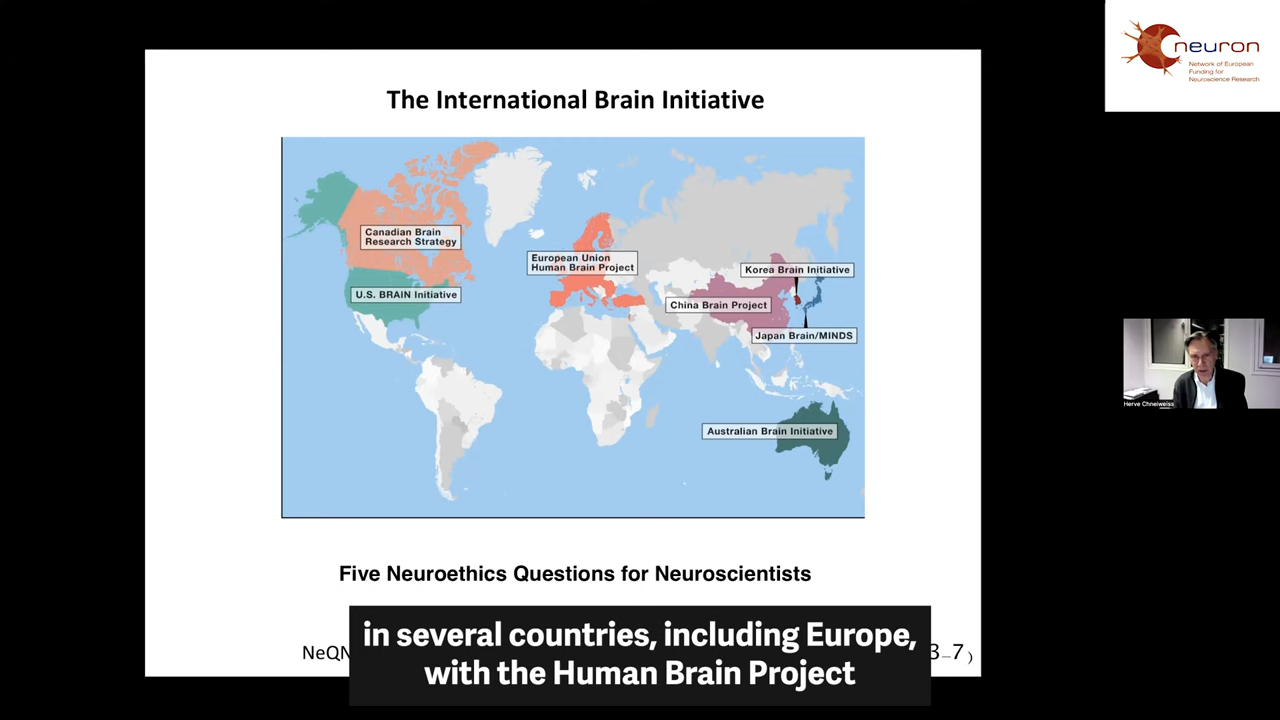 The International Brain Initiative
neuron
Network of European
Funding for
Neuroscience Research
Canadian Brain
Research Strategy
European Union
Human Brain Project
Korea Brain Initiative
U.S. BRAIN Initiative
China Brain Project
Japan Brain/MINDS
Herve Chneiweiss
Australian Brain Initiative
Five Neuroethics Questions for Neuroscientists
in several countries, including Europe,
with the Human Brain Project